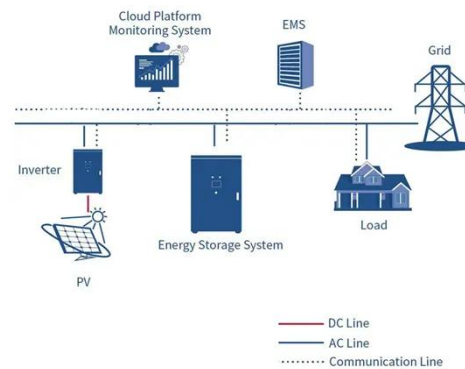 Cloud Platform
Monitoring System
EMS
Grid
Inverter
Energy Storage System
Load
PV
DC Line
AC Line
Communication Line